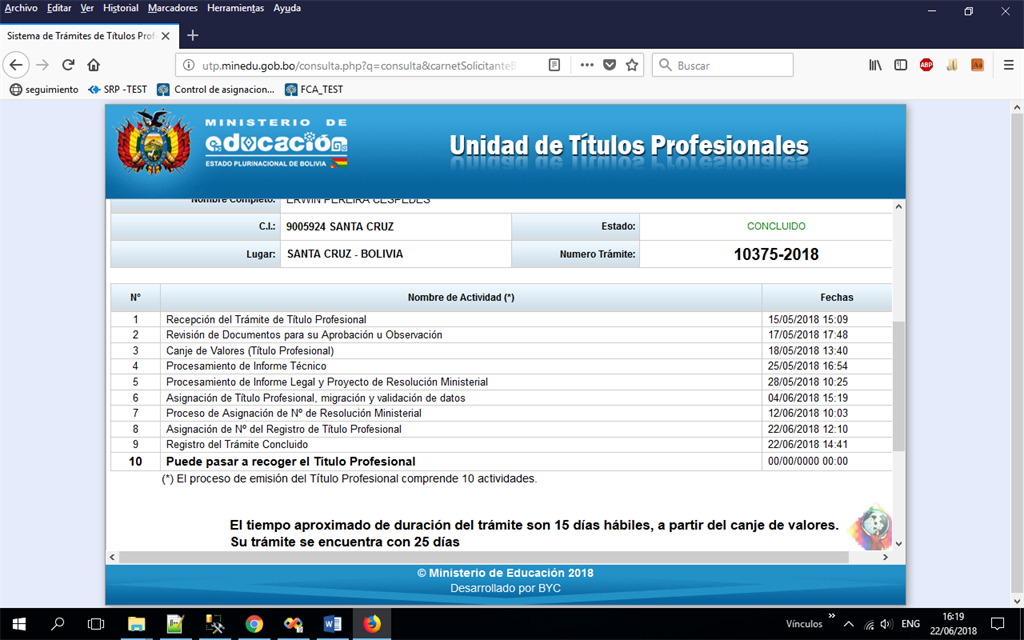 Archivo Editar Ver Historial Marcadores Herramientas Ayuda
Sistema de Trámites de Títulos Prof
utp.minedu.gob.bo/consulta.php?q=consulta&carnetSolicitante
Buscar
ABP
seguimiento SRP -TEST Control de asignacion... FCA_TEST
MINISTERIO DE
educación
ESTADO PLURINACIONAL DE BOLIVIA
Unidad de Títulos Profesionales
Nombre Completo: ERWIN PEREIRA CESPEDES
C.I.: 9005924 SANTA CRUZ Estado: CONCLUIDO
Lugar: SANTA CRUZ - BOLIVIA Numero Trámite: 10375-2018
Nº Nombre de Actividad (*) Fechas
1 Recepción del Trámite de Título Profesional 15/05/2018 15:09
2 Revisión de Documentos para su Aprobación u Observación 17/05/2018 17:48
3 Canje de Valores (Título Profesional) 18/05/2018 13:40
4 Procesamiento de Informe Técnico 25/05/2018 16:54
5 Procesamiento de Informe Legal y Proyecto de Resolución Ministerial 28/05/2018 10:25
6 Asignación de Título Profesional, migración y validación de datos 04/06/2018 15:19
7 Proceso de Asignación de Nº de Resolución Ministerial 12/06/2018 10:03
8 Asignación de Nº del Registro de Título Profesional 22/06/2018 12:10
9 Registro del Trámite Concluido 22/06/2018 14:41
10 Puede pasar a recoger el Titulo Profesional 00/00/0000 00:00
(*) El proceso de emisión del Título Profesional comprende 10 actividades.
El tiempo aproximado de duración del trámite son 15 días hábiles, a partir del canje de valores.
Su trámite se encuentra con 25 días
© Ministerio de Educación 2018
Desarrollado por BYC
Vínculos ENG 16:19
22/06/2018